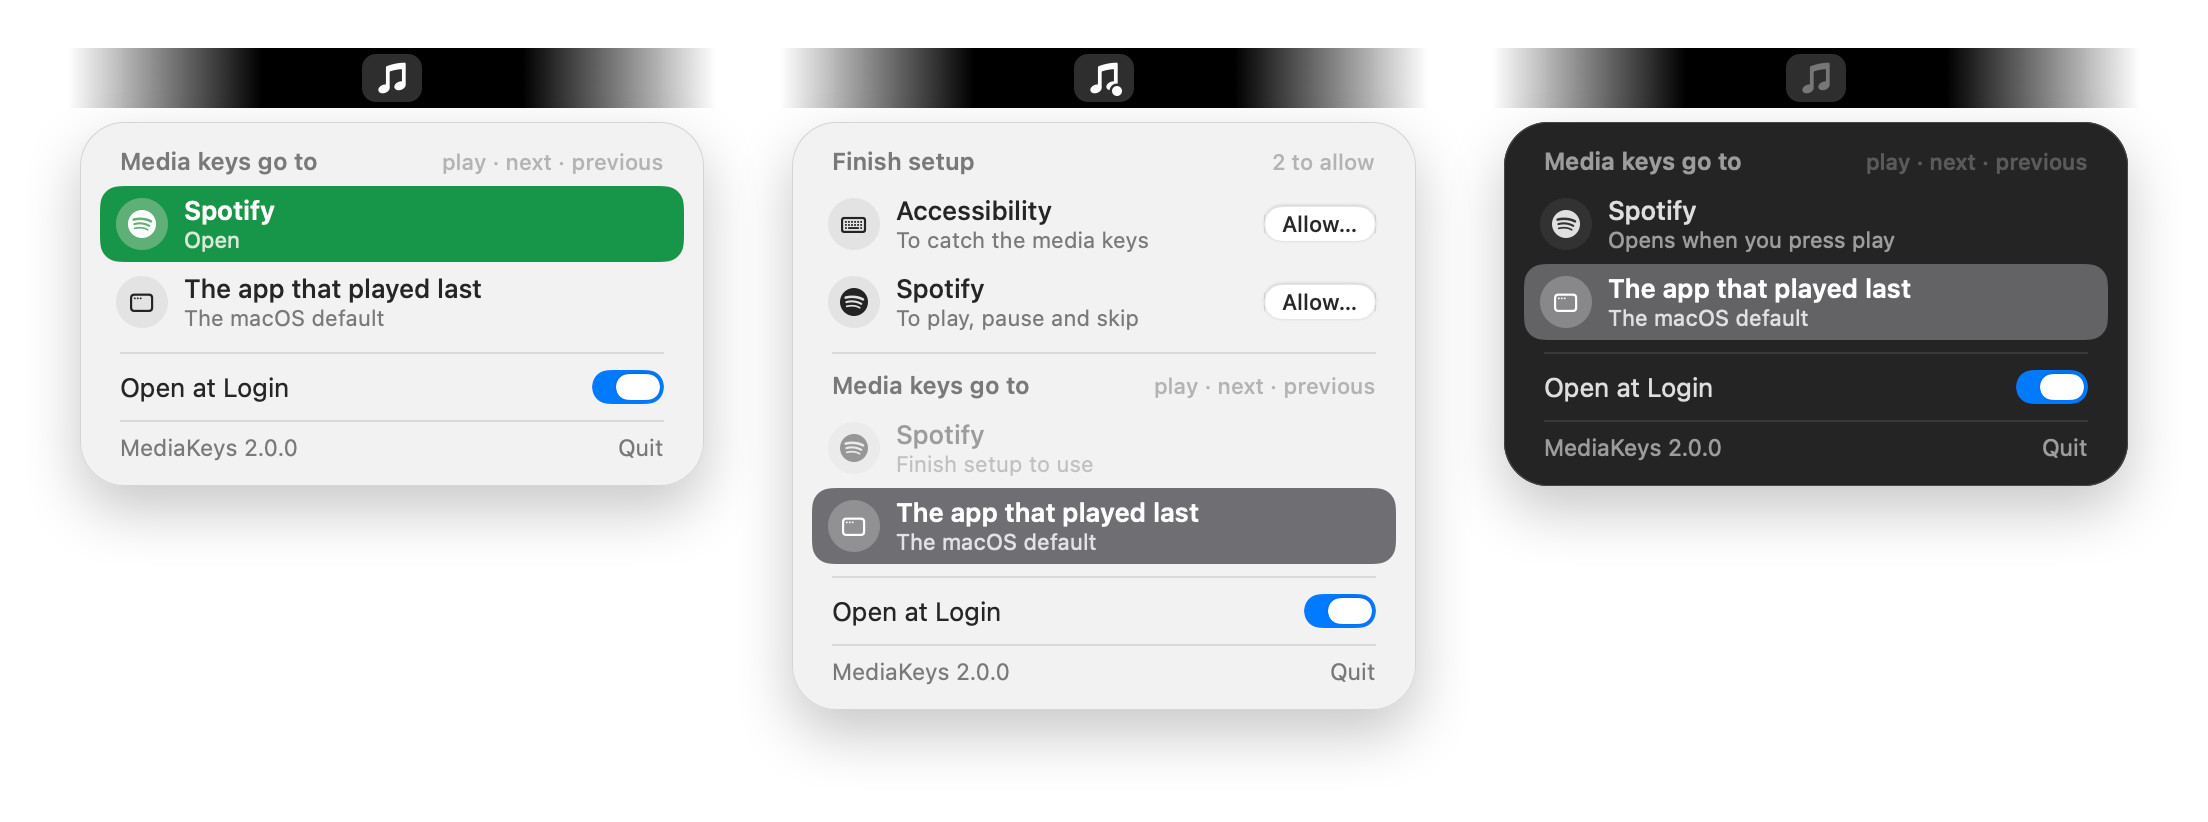 Media keys go to play · next · previous
Spotify
Open
The app that played last
The macOS default
Open at Login
MediaKeys 2.0.0 Quit
Finish setup 2 to allow
Accessibility
To catch the media keys
Allow...
Spotify
To play, pause and skip
Allow...
Media keys go to play · next · previous
Spotify
Finish setup to use
The app that played last
The macOS default
Open at Login
MediaKeys 2.0.0 Quit
Media keys go to play · next · previous
Spotify
Opens when you press play
The app that played last
The macOS default
Open at Login
MediaKeys 2.0.0 Quit